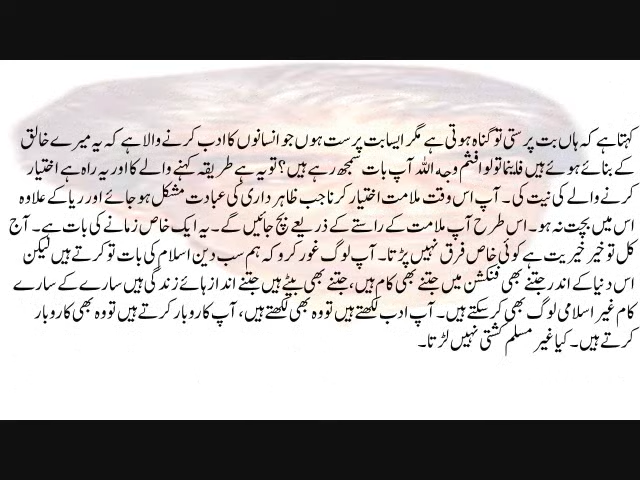 کہتا ہے کہ ہاں بت پرستی تو گناہ ہوتی ہے مگر ایسا بت پرست ہوں جو انسانوں کا ادب کرنے والا ہے کہ یہ میرے خالق
کے بنائے ہوئے ہیں فاینما تولوا فثم وجه الله آپ بات سمجھ رہے ہیں؟ تو یہ ہے طریقہ کہنے والے کا اور یہ راہ ہے اختیار
کرنے والے کی نیت کی۔ آپ اس وقت ملامت اختیار کرنا جب ظاہر داری کی عبادت مشکل ہو جائے اور ریا کے علاوہ
اس میں بچت نہ ہو۔ اس طرح آپ ملامت کے راستے کے ذریعے بچ جائیں گے۔ یہ ایک خاص زمانے کی بات ہے۔ آج
کل تو خیر خیریت ہے کوئی خاص فرق نہیں پڑتا۔ آپ لوگ غور کرو کہ ہم سب دین اسلام کی بات تو کرتے ہیں لیکن
اس دنیا کے اندر جتنے بھی فنکشن میں جتنے بھی کام ہیں، جتنے بھی پیشے ہیں جتنے انداز ہائے زندگی ہیں سارے کے سارے
کام غیر اسلامی لوگ بھی کر سکتے ہیں۔ آپ ادب لکھتے ہیں تو وہ بھی لکھتے ہیں، آپ کاروبار کرتے ہیں تو وہ بھی کاروبار
کرتے ہیں۔ کیا غیر مسلم کشتی نہیں لڑتا۔